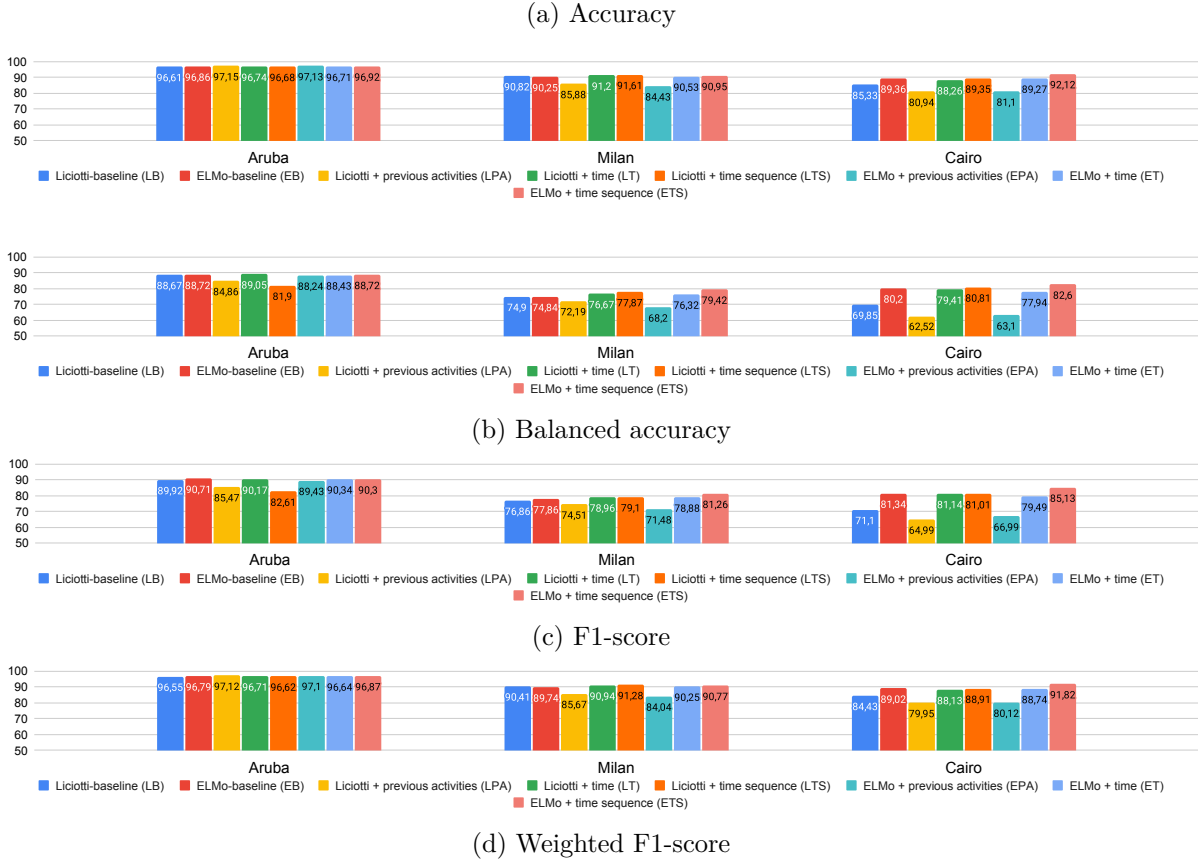 (a) Accuracy
100
90
80
70
60
50
96,61 96,86 97,15 96,74 96,68 97,13 96,71 96,92
90,82 90,25 85,88 91,2 91,61 84,43 90,53 90,95
85,33 89,36 80,94 88,26 89,35 81,1 89,27 92,12
Aruba Milan Cairo
Liciotti-baseline (LB) ELMo-baseline (EB) Liciotti + previous activities (LPA) Liciotti + time (LT) Liciotti + time sequence (LTS) ELMo + previous activities (EPA) ELMo + time (ET)
ELMo + time sequence (ETS)
100
90
80
70
60
50
88,67 88,72 84,86 89,05 81,9 88,24 88,43 88,72
74,9 74,84 72,19 76,67 77,87 68,2 76,32 79,42
69,85 80,2 62,52 79,41 80,81 63,1 77,94 82,6
Aruba Milan Cairo
Liciotti-baseline (LB) ELMo-baseline (EB) Liciotti + previous activities (LPA) Liciotti + time (LT) Liciotti + time sequence (LTS) ELMo + previous activities (EPA) ELMo + time (ET)
ELMo + time sequence (ETS)
(b) Balanced accuracy
100
90
80
70
60
50
89,92 90,71 85,47 90,17 82,61 89,43 90,34 90,3
76,86 77,86 74,51 78,96 79,1 71,48 78,88 81,26
71,1 81,34 64,99 81,14 81,01 66,99 79,49 85,13
Aruba Milan Cairo
Liciotti-baseline (LB) ELMo-baseline (EB) Liciotti + previous activities (LPA) Liciotti + time (LT) Liciotti + time sequence (LTS) ELMo + previous activities (EPA) ELMo + time (ET)
ELMo + time sequence (ETS)
(c) F1-score
100
90
80
70
60
50
96,55 96,79 97,12 96,71 96,62 97,1 96,64 96,87
90,41 89,74 85,67 90,94 91,28 84,04 90,25 90,77
84,43 89,02 79,95 88,13 88,91 80,12 88,74 91,82
Aruba Milan Cairo
Liciotti-baseline (LB) ELMo-baseline (EB) Liciotti + previous activities (LPA) Liciotti + time (LT) Liciotti + time sequence (LTS) ELMo + previous activities (EPA) ELMo + time (ET)
ELMo + time sequence (ETS)
(d) Weighted F1-score